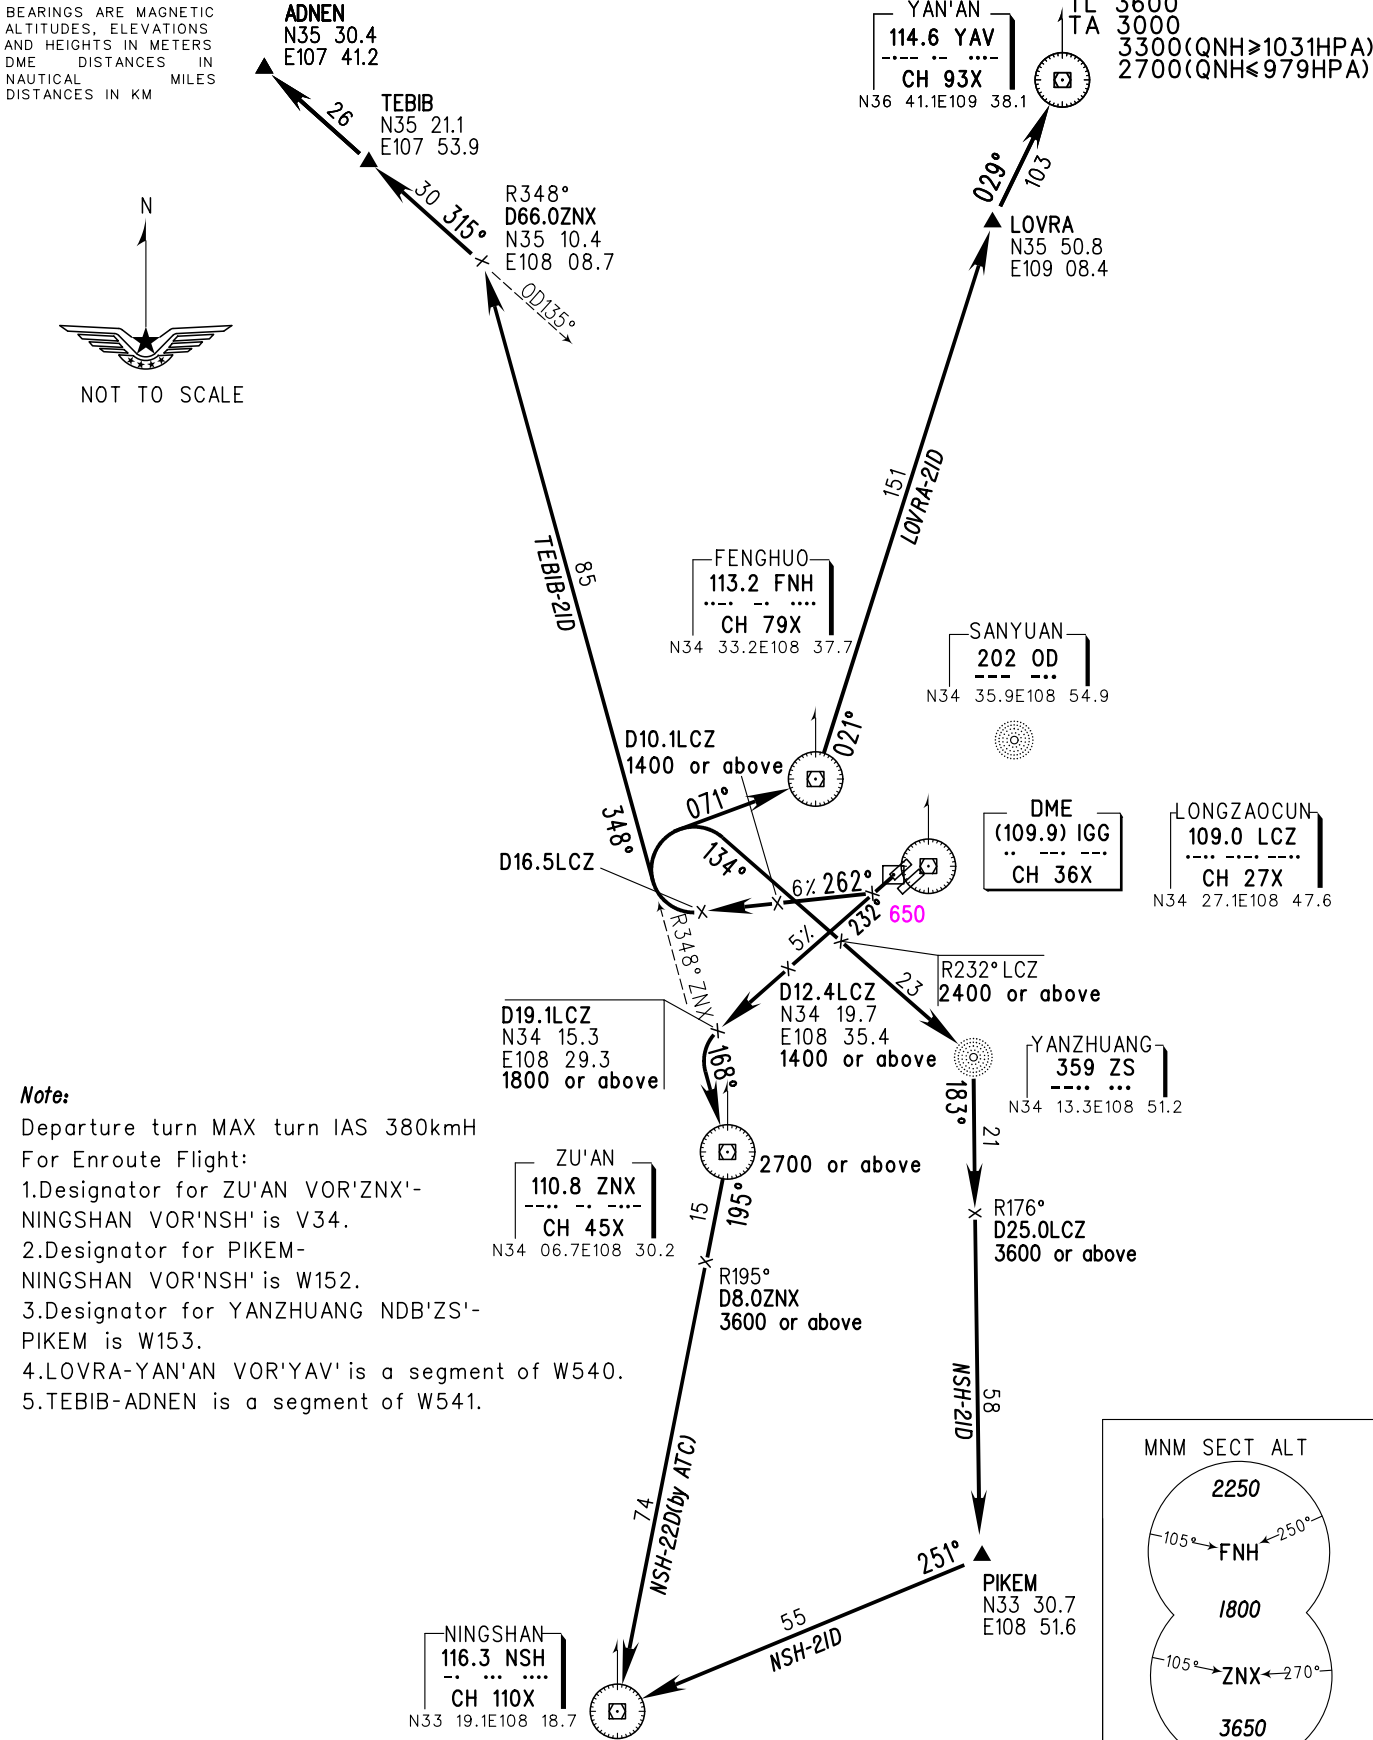 BEARINGS ARE MAGNETIC
ALTITUDES, ELEVATIONS
AND HEIGHTS IN METERS
DME DISTANCES IN
NAUTICAL MILES
DISTANCES IN KM
ADNEN
N35 30.4
E107 41.2
YAN'AN
114.6 YAV
CH 93X
N36 41.1E109 38.1
TL 3600
TA 3000
3300(QNH≥1031HPA)
2700(QNH≤979HPA)
26
TEBIB
N35 21.1
E107 53.9
30 315°
R348°
D66.0ZNX
N35 10.4
E108 08.7
OD135°
029°
103
LOVRA
N35 50.8
E109 08.4
N
NOT TO SCALE
151
LOVRA-21D
TEBIB-21D
85
FENGHUO
113.2 FNH
CH 79X
N34 33.2E108 37.7
SANYUAN
202 OD
N34 35.9E108 54.9
021°
D10.1LCZ
1400 or above
071°
348°
134°
DME
(109.9) IGG
CH 36X
LONGZAOCUN
109.0 LCZ
CH 27X
N34 27.1E108 47.6
D16.5LCZ
6% 262°
650
232°
5%
R348° ZNX
23
R232° LCZ
2400 or above
D12.4LCZ
N34 19.7
E108 35.4
1400 or above
D19.1LCZ
N34 15.3
E108 29.3
1800 or above
168°
YANZHUANG
359 ZS
N34 13.3E108 51.2
183°
21
Note:
Departure turn MAX turn IAS 380kmH
For Enroute Flight:
1.Designator for ZU'AN VOR'ZNX'-
NINGSHAN VOR'NSH' is V34.
2.Designator for PIKEM-
NINGSHAN VOR'NSH' is W152.
3.Designator for YANZHUANG NDB'ZS'-
PIKEM is W153.
4.LOVRA-YAN'AN VOR'YAV' is a segment of W540.
5.TEBIB-ADNEN is a segment of W541.
ZU'AN
110.8 ZNX
CH 45X
N34 06.7E108 30.2
2700 or above
15
195°
R195°
D8.0ZNX
3600 or above
R176°
D25.0LCZ
3600 or above
NSH-21D
58
74
NSH-22D(by ATC)
251°
PIKEM
N33 30.7
E108 51.6
55
NSH-21D
NINGSHAN
116.3 NSH
CH 110X
N33 19.1E108 18.7
MNM SECT ALT
2250
105°
FNH
250°
1800
105°
ZNX
270°
3650